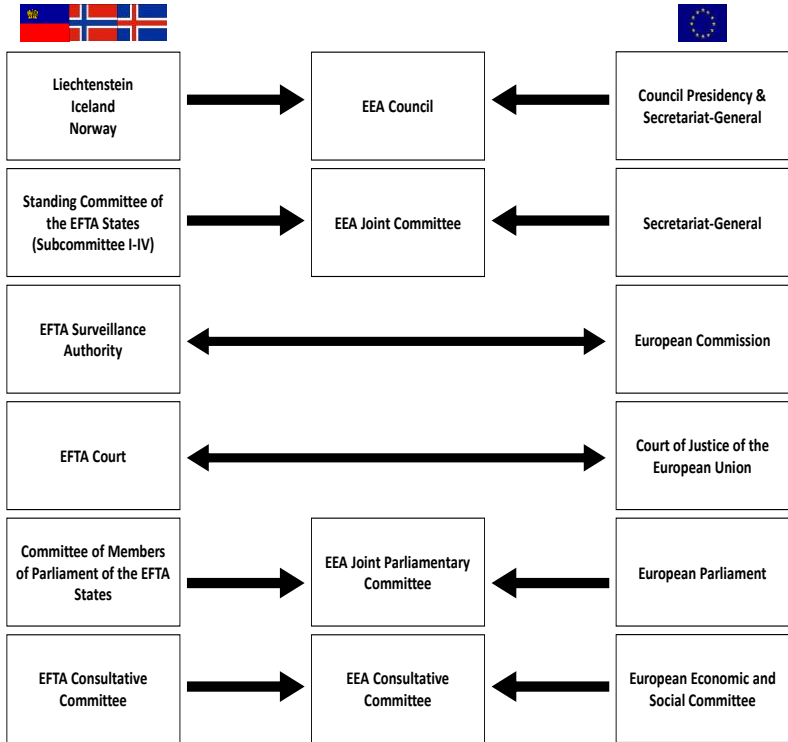 Liechtenstein
Iceland
Norway
EEA Council
Council Presidency &
Secretariat-General
Standing Committee of
the EFTA States
(Subcommittee I-IV)
EEA Joint Committee
Secretariat-General
EFTA Surveillance
Authority
European Commission
EFTA Court
Court of Justice of the
European Union
Committee of Members
of Parliament of the EFTA
States
EEA Joint Parliamentary
Committee
European Parliament
EFTA Consultative
Committee
EEA Consultative
Committee
European Economic and
Social Committee